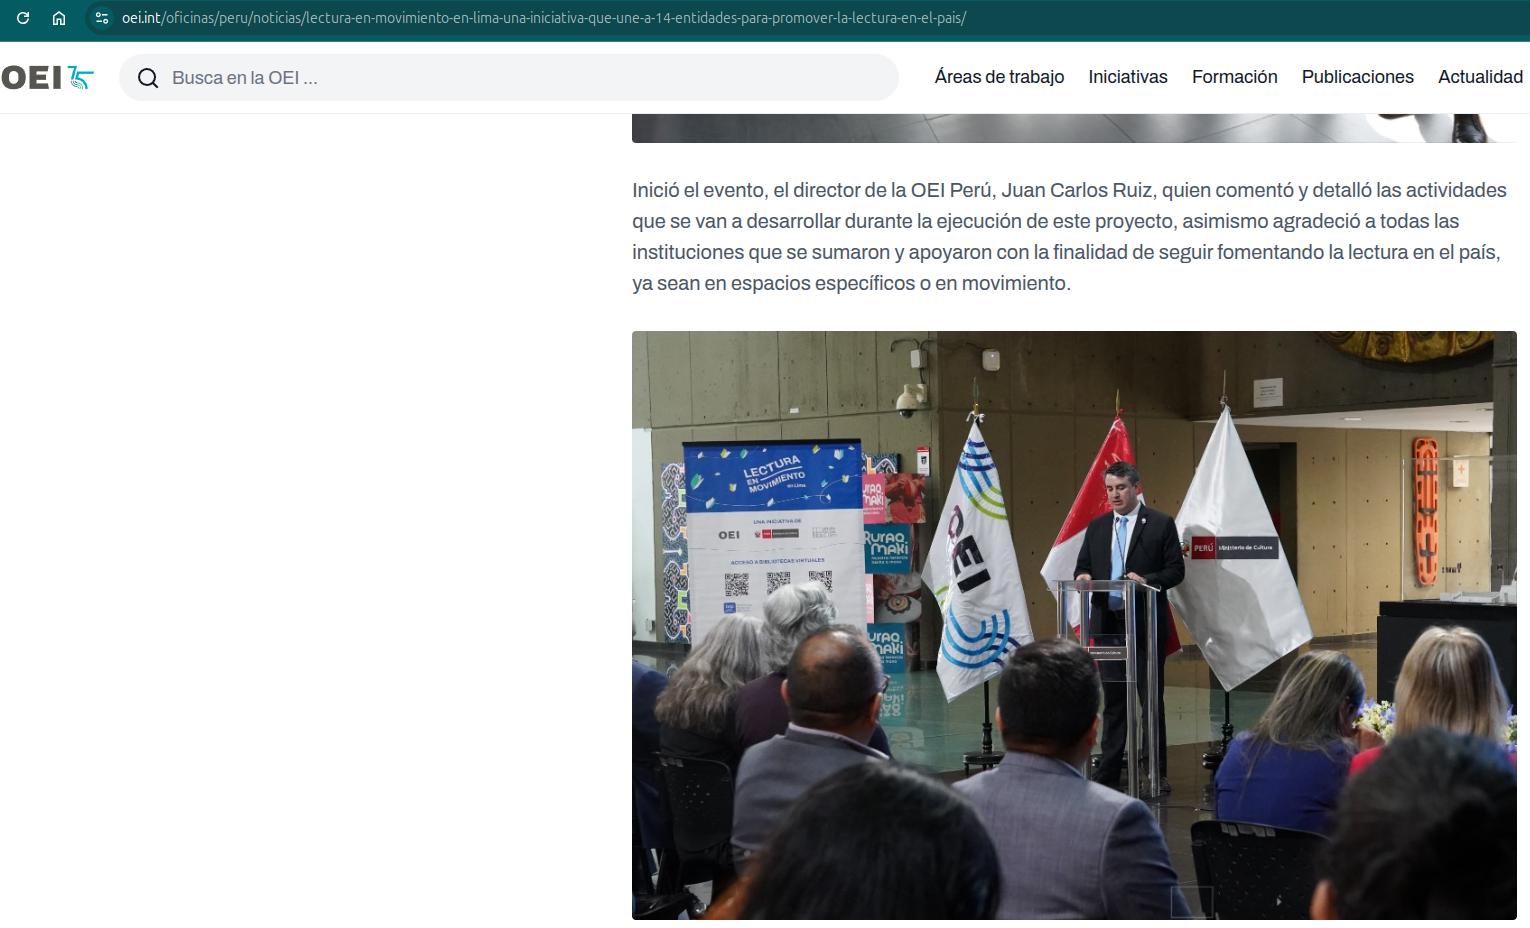 oei.int/oficinas/peru/noticias/lectura-en-movimiento-en-lima-una-iniciativa-que-une-a-14-entidades-para-promover-la-lectura-en-el-pais/
OEI 75
Busca en la OEI ...
Áreas de trabajo
Iniciativas
Formación
Publicaciones
Actualidad
Inició el evento, el director de la OEI Perú, Juan Carlos Ruiz, quien comentó y detalló las actividades
que se van a desarrollar durante la ejecución de este proyecto, asimismo agradeció a todas las
instituciones que se sumaron y apoyaron con la finalidad de seguir fomentando la lectura en el país,
ya sean en espacios específicos o en movimiento.
LECTURA
EN
MOVIMIENTO
en Lima
UNA INICIATIVA DE
OEI
ACCESO A BIBLIOTECAS VIRTUALES
Ruraq
maki
OEI
PERÚ
Ministerio de Cultura